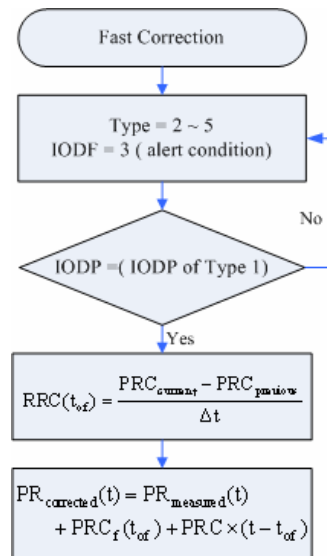 Fast Correction
Type = 2 ~ 5
IODF = 3 ( alert condition)
No
IODP =( IODP of Type 1)
Yes
RRC(t_of) = (PRC_current − PRC_previous) / Δt
PR_corrected(t) = PR_measured(t)
+ PRC_f(t_of) + PRC × (t − t_of)